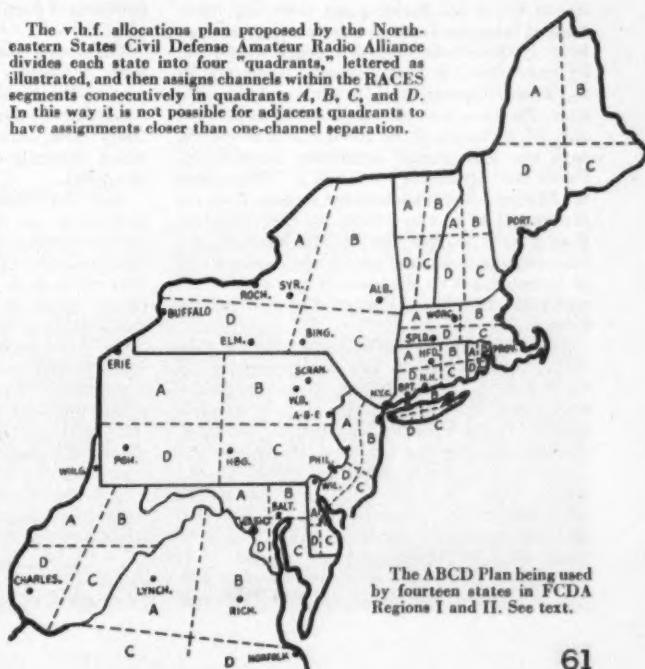 The v.h.f. allocations plan proposed by the North-
eastern States Civil Defense Amateur Radio Alliance
divides each state into four "quadrants," lettered as
illustrated, and then assigns channels within the RACES
segments consecutively in quadrants A, B, C, and D.
In this way it is not possible for adjacent quadrants to
have assignments closer than one-channel separation.
A B
D C
PORT.
A B
D C
A B
D C
A B
D C
ROCH. SYR.
ALB.
BUFFALO
ELM. BING.
A WORC. B
SPLD. D C
A HFD. B
D N.H. C
A PROV.
D
BPT.
N.Y.C.
B
D C
ERIE
SCRAN.
A B
W.B.
A-B-E
D C
PGH. HBG.
A B
D C
PHIL.
WIL.
WHLG.
A B
BALT.
D C
A
D C
A B
D C
CHARLES.
LYNCH.
A B
RICH.
C D
NORFOLK
The ABCD Plan being used
by fourteen states in FCDA
Regions I and II. See text.
61